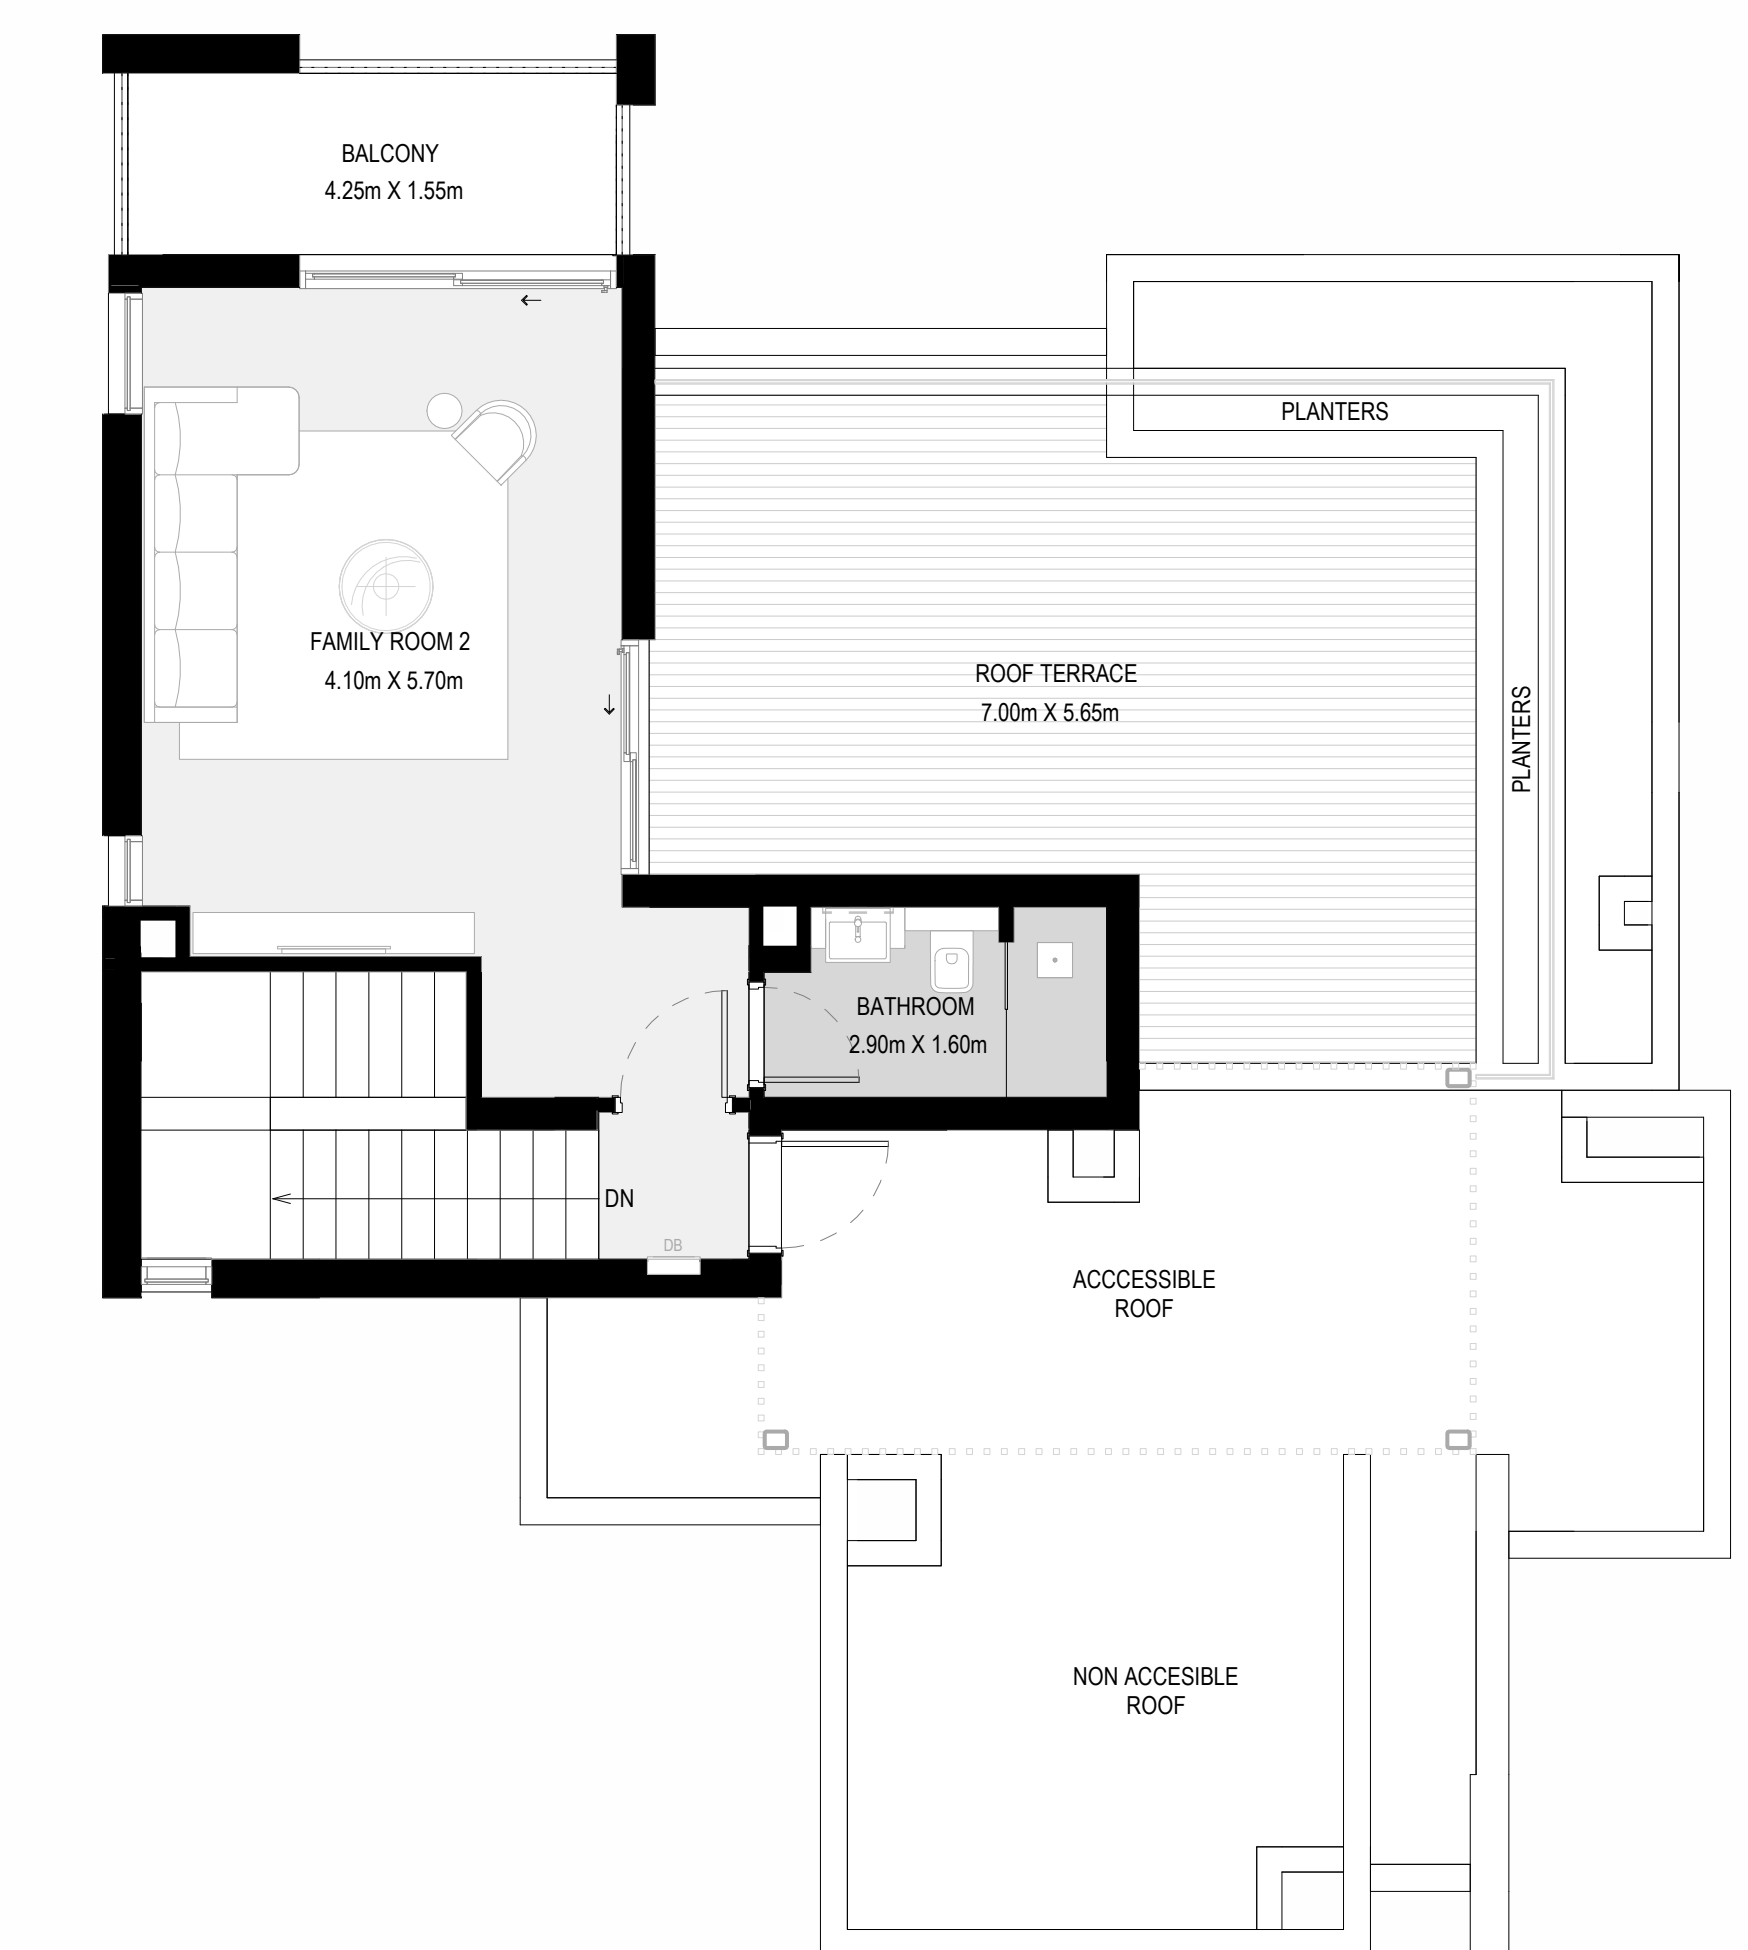 BALCONY
4.25m X 1.55m
PLANTERS
FAMILY ROOM 2
4.10m X 5.70m
ROOF TERRACE
7.00m X 5.65m
PLANTERS
BATHROOM
2.90m X 1.60m
DN
DB
ACCCESSIBLE
ROOF
NON ACCESIBLE
ROOF